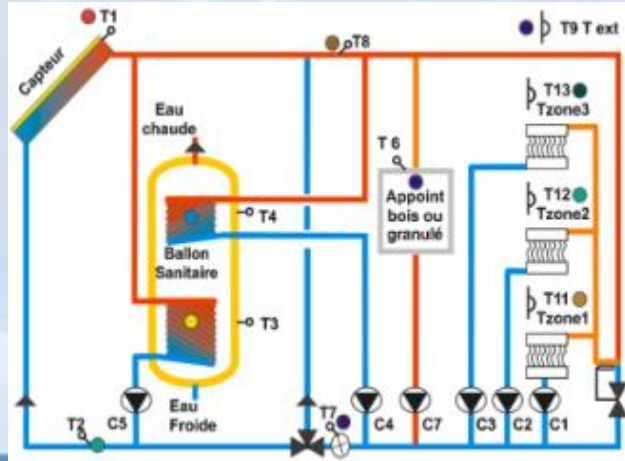 T1
Capteur
T8
T9 T ext
Eau
chaude
T 6
T13
Tzone3
Appoint
bois ou
granulé
T4
T12
Tzone2
Ballon
Sanitaire
T3
T11
Tzone1
T2
C5
Eau
Froide
T7
C4
C7
C3
C2
C1